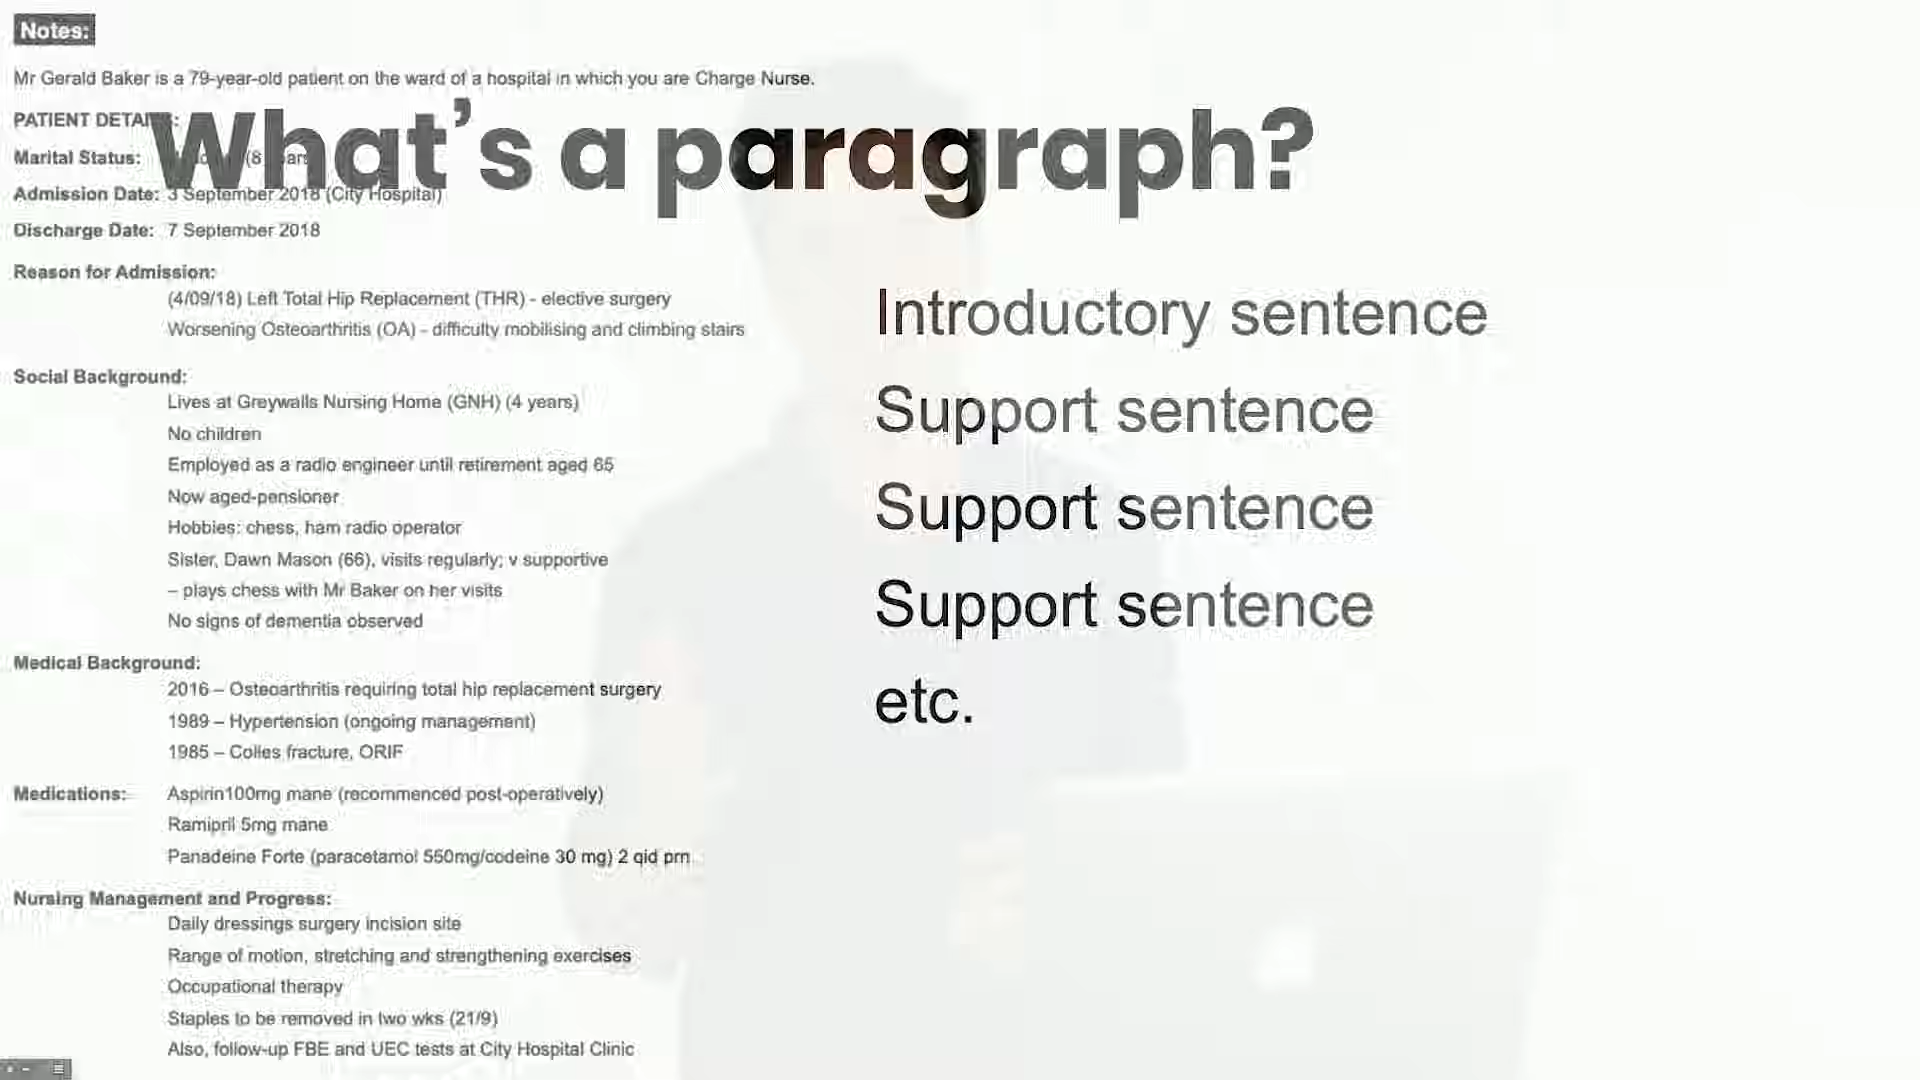 Notes:
Mr Gerald Baker is a 79-year-old patient on the ward of a hospital in which you are Charge Nurse.
What's a paragraph?
PATIENT DETAILS:
Marital Status: (8
Admission Date: 3 September 2018 (City Hospital)
Discharge Date: 7 September 2018
Reason for Admission:
(4/09/18) Left Total Hip Replacement (THR) - elective surgery
Worsening Osteoarthritis (OA) - difficulty mobilising and climbing stairs
Social Background:
Lives at Greywalls Nursing Home (GNH) (4 years)
No children
Employed as a radio engineer until retirement aged 65
Now aged-pensioner
Hobbies: chess, ham radio operator
Sister, Dawn Mason (66), visits regularly; v supportive
– plays chess with Mr Baker on her visits
No signs of dementia observed
Medical Background:
2016 – Osteoarthritis requiring total hip replacement surgery
1989 – Hypertension (ongoing management)
1985 – Colles fracture, ORIF
Medications: Aspirin100mg mane (recommenced post-operatively)
Ramipril 5mg mane
Panadeine Forte (paracetamol 550mg/codeine 30 mg) 2 qid prn
Nursing Management and Progress:
Daily dressings surgery incision site
Range of motion, stretching and strengthening exercises
Occupational therapy
Staples to be removed in two wks (21/9)
Also, follow-up FBE and UEC tests at City Hospital Clinic
Introductory sentence
Support sentence
Support sentence
Support sentence
etc.